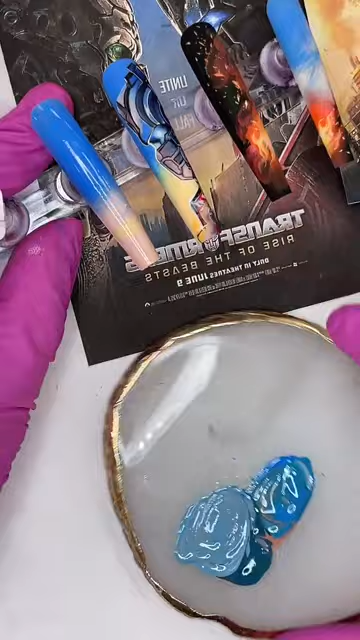 UNITE
OR
FALL
TRANSFORMERS
RISE OF THE BEASTS
ONLY IN THEATRES JUNE 9